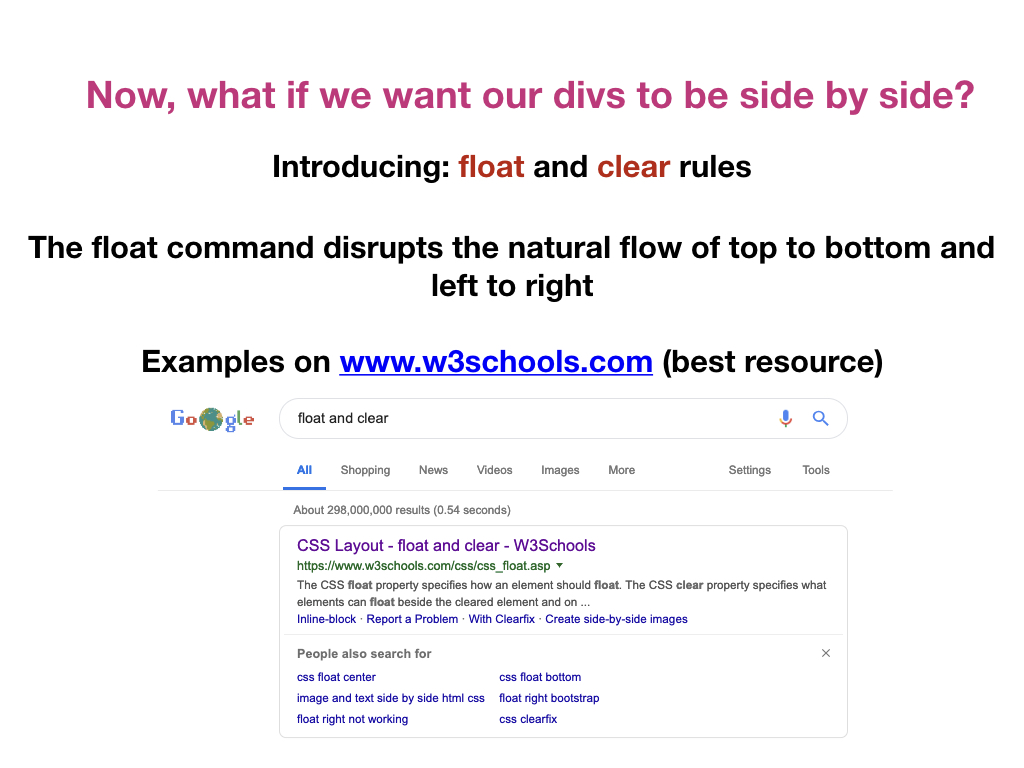 Now, what if we want our divs to be side by side?
Introducing: float and clear rules
The float command disrupts the natural flow of top to bottom and
left to right
Examples on www.w3schools.com (best resource)
Google
float and clear
All Shopping News Videos Images More Settings Tools
About 298,000,000 results (0.54 seconds)
CSS Layout - float and clear - W3Schools
https://www.w3schools.com/css/css_float.asp
The CSS float property specifies how an element should float. The CSS clear property specifies what
elements can float beside the cleared element and on ...
Inline-block · Report a Problem · With Clearfix · Create side-by-side images
People also search for
css float center css float bottom
image and text side by side html css float right bootstrap
float right not working css clearfix